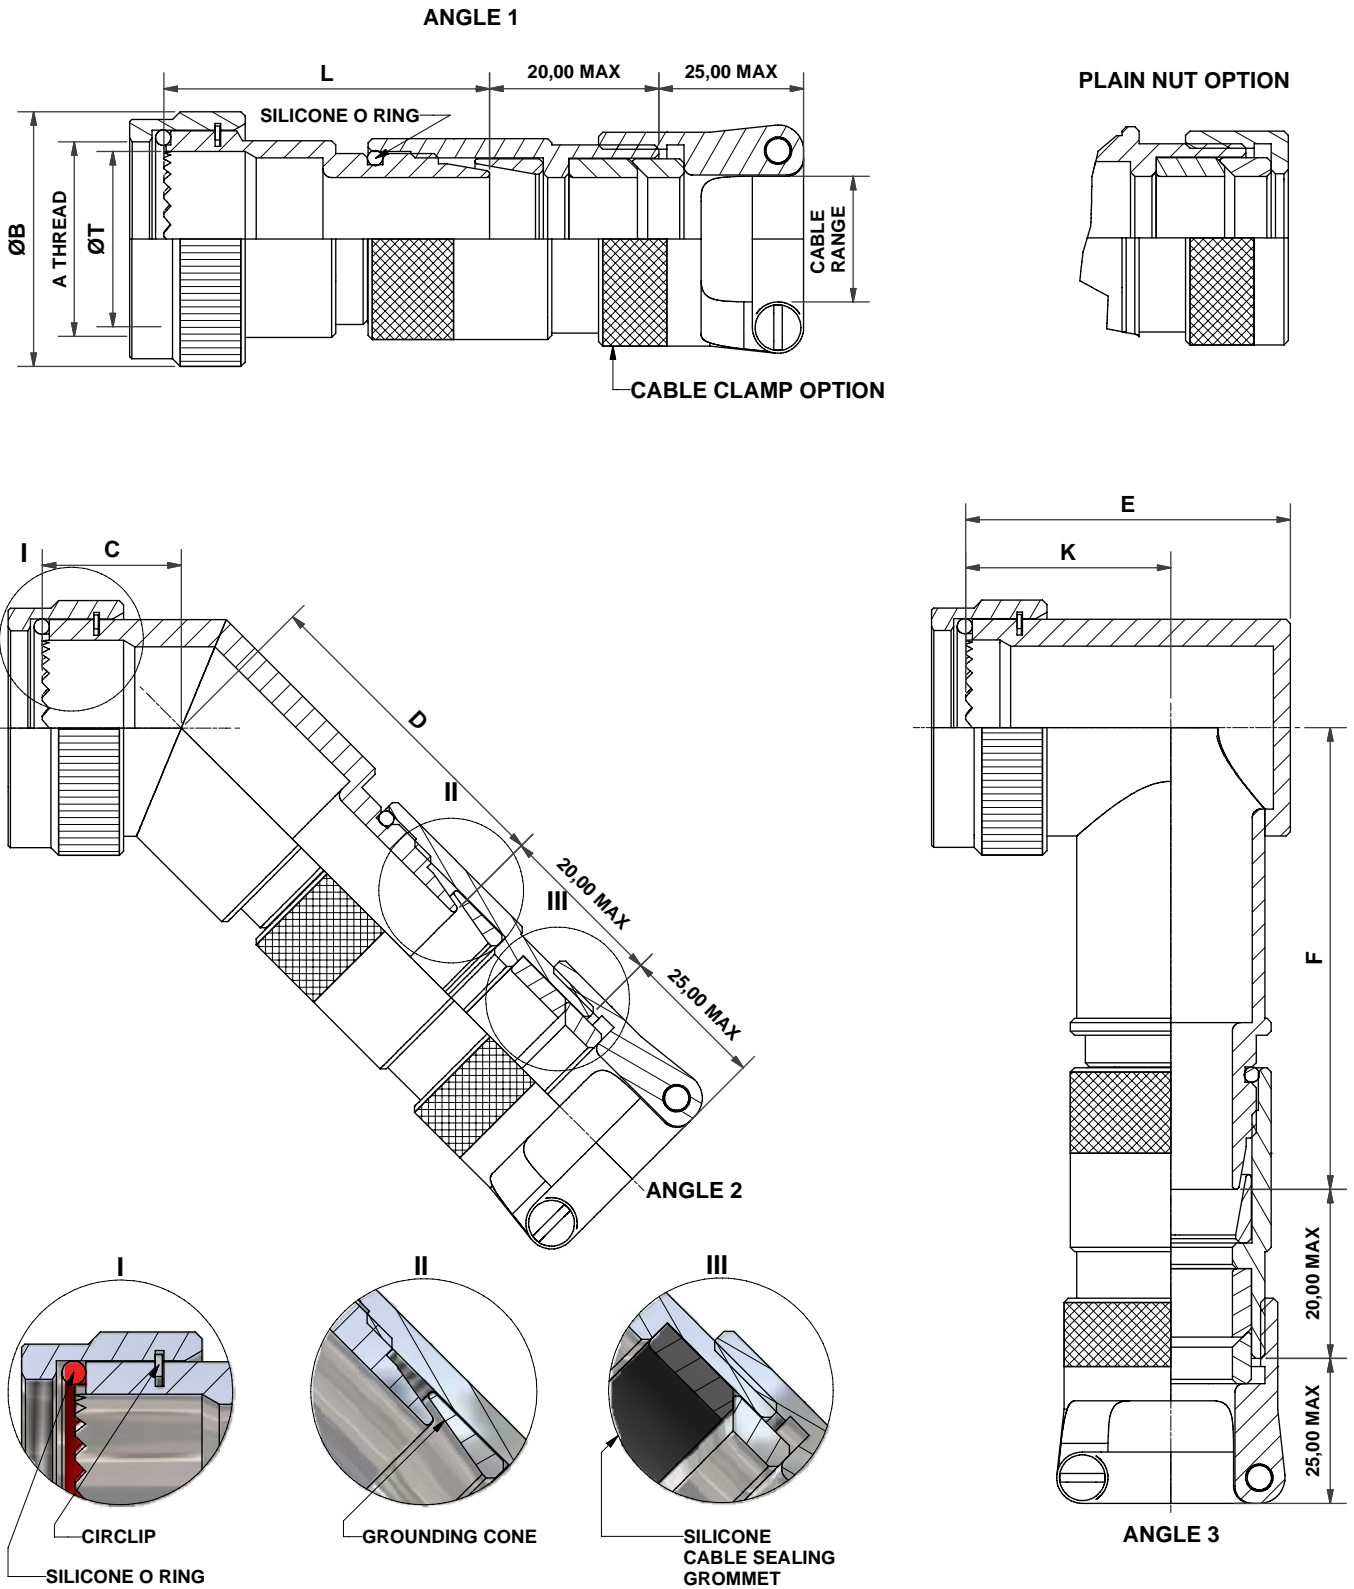 ANGLE 1
L
20,00 MAX
25,00 MAX
SILICONE O RING
ØB
A THREAD
ØT
CABLE
RANGE
CABLE CLAMP OPTION
PLAIN NUT OPTION
I
C
D
II
20,00 MAX
III
25,00 MAX
ANGLE 2
E
K
F
20,00 MAX
25,00 MAX
ANGLE 3
I
CIRCLIP
SILICONE O RING
II
GROUNDING CONE
III
SILICONE
CABLE SEALING
GROMMET